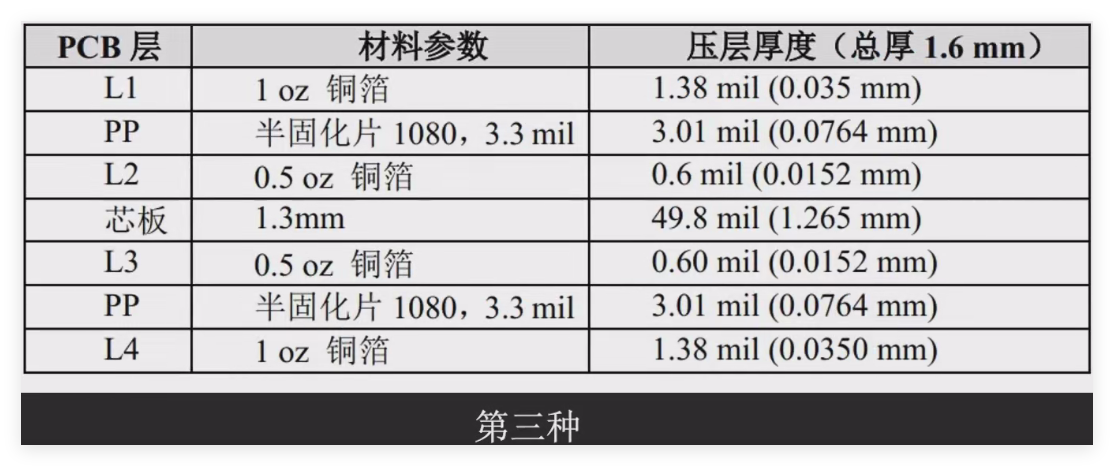 PCB 层 材料参数 压层厚度（总厚 1.6 mm）
L1 1 oz 铜箔 1.38 mil (0.035 mm)
PP 半固化片 1080，3.3 mil 3.01 mil (0.0764 mm)
L2 0.5 oz 铜箔 0.6 mil (0.0152 mm)
芯板 1.3mm 49.8 mil (1.265 mm)
L3 0.5 oz 铜箔 0.60 mil (0.0152 mm)
PP 半固化片 1080，3.3 mil 3.01 mil (0.0764 mm)
L4 1 oz 铜箔 1.38 mil (0.0350 mm)
第三种